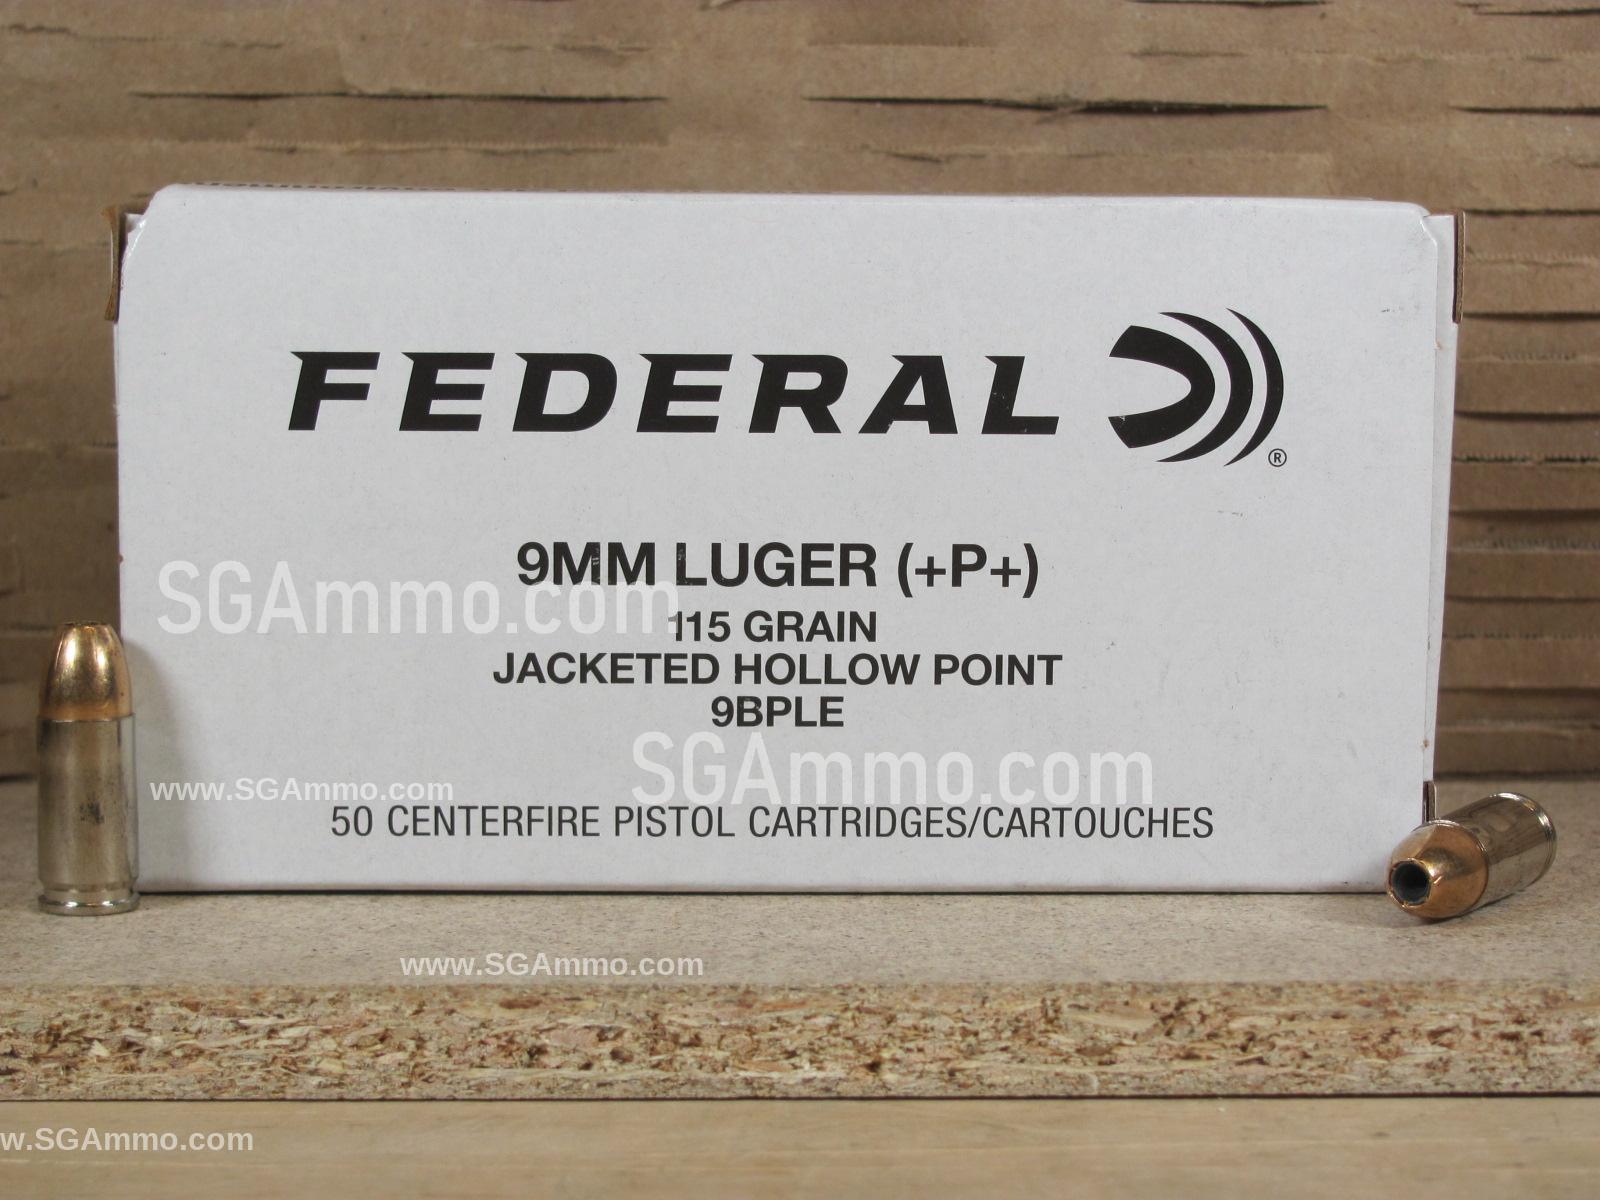 FEDERAL ®
9MM LUGER (+P+)
SGAmmo.com
115 GRAIN
JACKETED HOLLOW POINT
9BPLE
SGAmmo.com
www.SGAmmo.com
50 CENTERFIRE PISTOL CARTRIDGES/CARTOUCHES
www.SGAmmo.com
w.SGAmmo.com